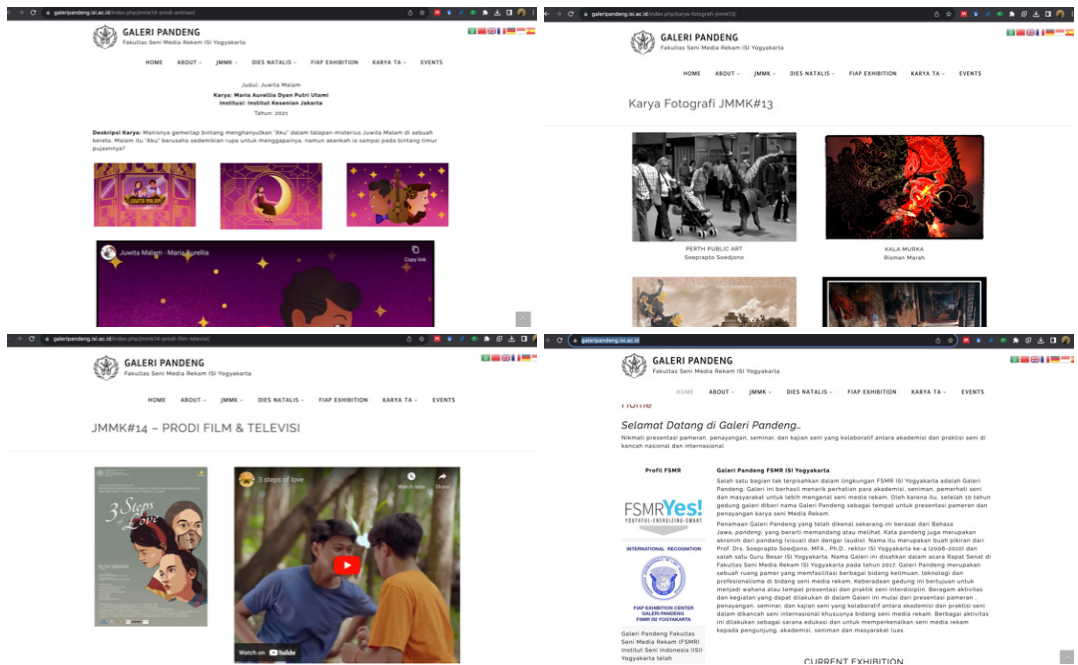 galeripandeng.isi.ac.id/index.php/jmmk14-prodi-animasi/
GALERI PANDENG
Fakultas Seni Media Rekam ISI Yogyakarta
HOME ABOUT JMMK DIES NATALIS FIAP EXHIBITION KARYA TA EVENTS
Judul: Juwita Malam
Karya: Maria Aurellia Dyan Putri Utami
Institusi: Institut Kesenian Jakarta
Tahun: 2021
Deskripsi Karya: Manisnya gemerlap bintang menghanyutkan "Aku" dalam tatapan misterius Juwita Malam di sebuah
kereta. Malam itu "Aku" berusaha sedemikian rupa untuk menggapainya, namun akankah ia sampai pada bintang timur
pujaannya?
JUWITA MALAM
Juwita Malam - Maria Aurellia
Copy link
galeripandeng.isi.ac.id/index.php/karya-fotografi-jmmk13/
GALERI PANDENG
Fakultas Seni Media Rekam ISI Yogyakarta
HOME ABOUT JMMK DIES NATALIS FIAP EXHIBITION KARYA TA EVENTS
Karya Fotografi JMMK#13
PERTH PUBLIC ART
Soeprapto Soedjono
KALA MURKA
Risman Marah
galeripandeng.isi.ac.id/index.php/jmmk14-prodi-film-televisi/
GALERI PANDENG
Fakultas Seni Media Rekam ISI Yogyakarta
HOME ABOUT JMMK DIES NATALIS FIAP EXHIBITION KARYA TA EVENTS
JMMK#14 – PRODI FILM & TELEVISI
3 Steps
of Love
3 steps of love
Watch later
Share
Watch on YouTube
galeripandeng.isi.ac.id
GALERI PANDENG
Fakultas Seni Media Rekam ISI Yogyakarta
HOME ABOUT JMMK DIES NATALIS FIAP EXHIBITION KARYA TA EVENTS
Home
Selamat Datang di Galeri Pandeng…
Nikmati presentasi pameran, penayangan, seminar, dan kajian seni yang kolaboratif antara akademisi dan praktisi seni di
kancah nasional dan internasional
Profil FSMR
FSMRYes!
YOUTHFUL-ENERGIZING-SMART
INTERNATIONAL RECOGNITION
FIAP EXHIBITION CENTER
GALERI PANDENG
FSMR ISI YOGYAKARTA
Galeri Pandeng Fakultas
Seni Media Rekam (FSMR)
Institut Seni Indonesia (ISI)
Yogyakarta telah
Galeri Pandeng FSMR ISI Yogyakarta
Salah satu bagian tak terpisahkan dalam lingkungan FSMR ISI Yogyakarta adalah Galeri
Pandeng. Galeri ini berhasil menarik perhatian para akademisi, seniman, pemerhati seni
dan masyarakat untuk lebih mengenal seni media rekam. Oleh karena itu, setelah 10 tahun
gedung galeri diberi nama Galeri Pandeng sebagai tempat untuk presentasi pameran dan
penayangan karya seni Media Rekam.
Penamaan Galeri Pandeng yang telah dikenal sekarang ini berasal dari Bahasa
Jawa, pandeng, yang berarti memandang atau melihat. Kata pandeng juga merupakan
akronim dari pandang (visual) dan dengar (audio). Nama itu merupakan buah pikiran dari
Prof. Drs. Soeprapto Soedjono, MFA., Ph.D., rektor ISI Yogyakarta ke-4 (2006-2010) dan
salah satu Guru Besar ISI Yogyakarta. Nama Galeri ini disahkan dalam acara Rapat Senat di
Fakultas Seni Media Rekam ISI Yogyakarta pada tahun 2017. Galeri Pandeng merupakan
sebuah ruang pamer yang memfasilitasi berbagai bidang keilmuan, teknologi dan
profesionalisme di bidang seni media rekam. Keberadaan gedung ini bertujuan untuk
menjadi wahana atau tempat presentasi dan praktik seni interdisiplin. Beragam aktivitas
dan kegiatan yang dapat dilakukan di dalam Galeri ini mulai dari presentasi pameran ,
penayangan, seminar, dan kajian seni yang kolaboratif antara akademisi dan praktisi seni
dalam dikancah seni internasional khususnya bidang seni media rekam. Berbagai aktivitas
ini dilakukan sebagai sarana edukasi dan untuk memperkenalkan seni media rekam
kepada pengunjung, akademisi, seniman dan masyarakat luas.
CURRENT EXHIBITION